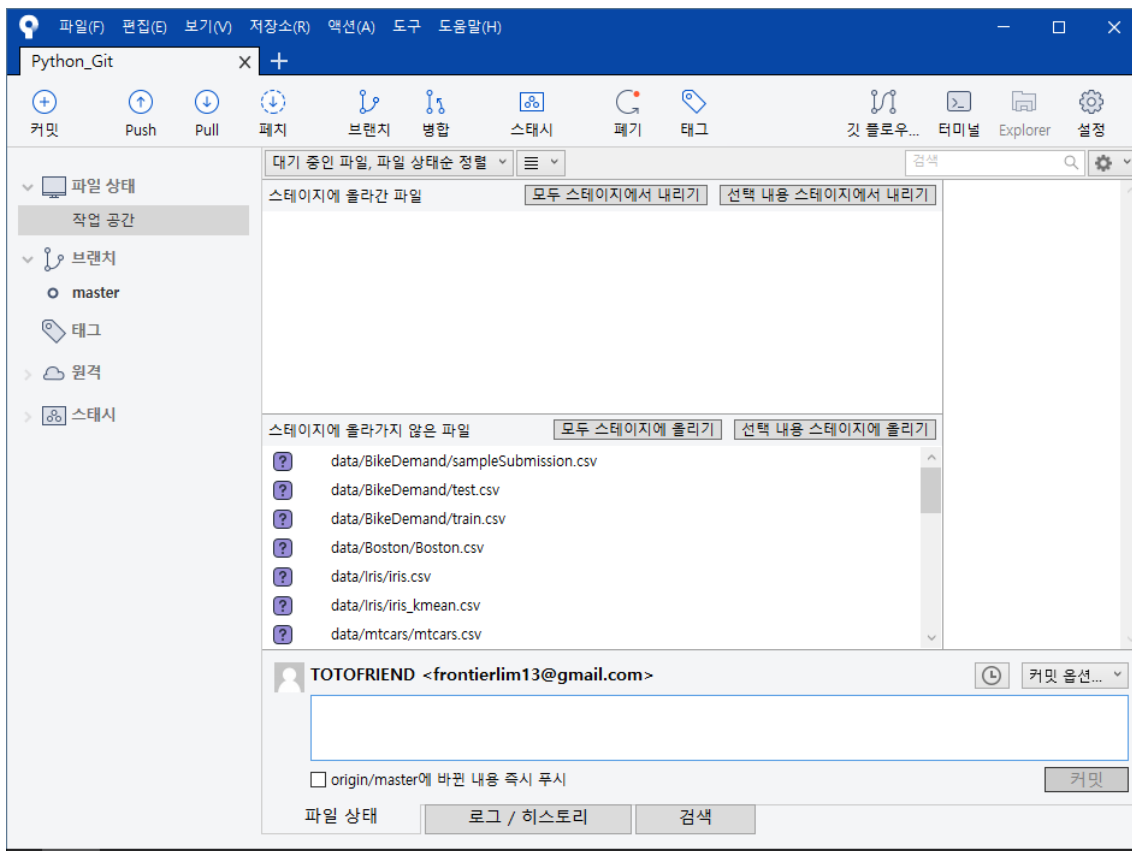 파일(F) 편집(E) 보기(V) 저장소(R) 액션(A) 도구 도움말(H)
Python_Git
커밋 Push Pull 페치 브랜치 병합 스태시 폐기 태그 깃 플로우... 터미널 Explorer 설정
대기 중인 파일, 파일 상태순 정렬 검색
파일 상태
작업 공간
브랜치
master
태그
원격
스태시
스테이지에 올라간 파일 모두 스테이지에서 내리기 선택 내용 스테이지에서 내리기
스테이지에 올라가지 않은 파일 모두 스테이지에 올리기 선택 내용 스테이지에 올리기
data/BikeDemand/sampleSubmission.csv
data/BikeDemand/test.csv
data/BikeDemand/train.csv
data/Boston/Boston.csv
data/Iris/iris.csv
data/Iris/iris_kmean.csv
data/mtcars/mtcars.csv
TOTOFRIEND <frontierlim13@gmail.com> 커밋 옵션...
origin/master에 바뀐 내용 즉시 푸시 커밋
파일 상태 로그 / 히스토리 검색